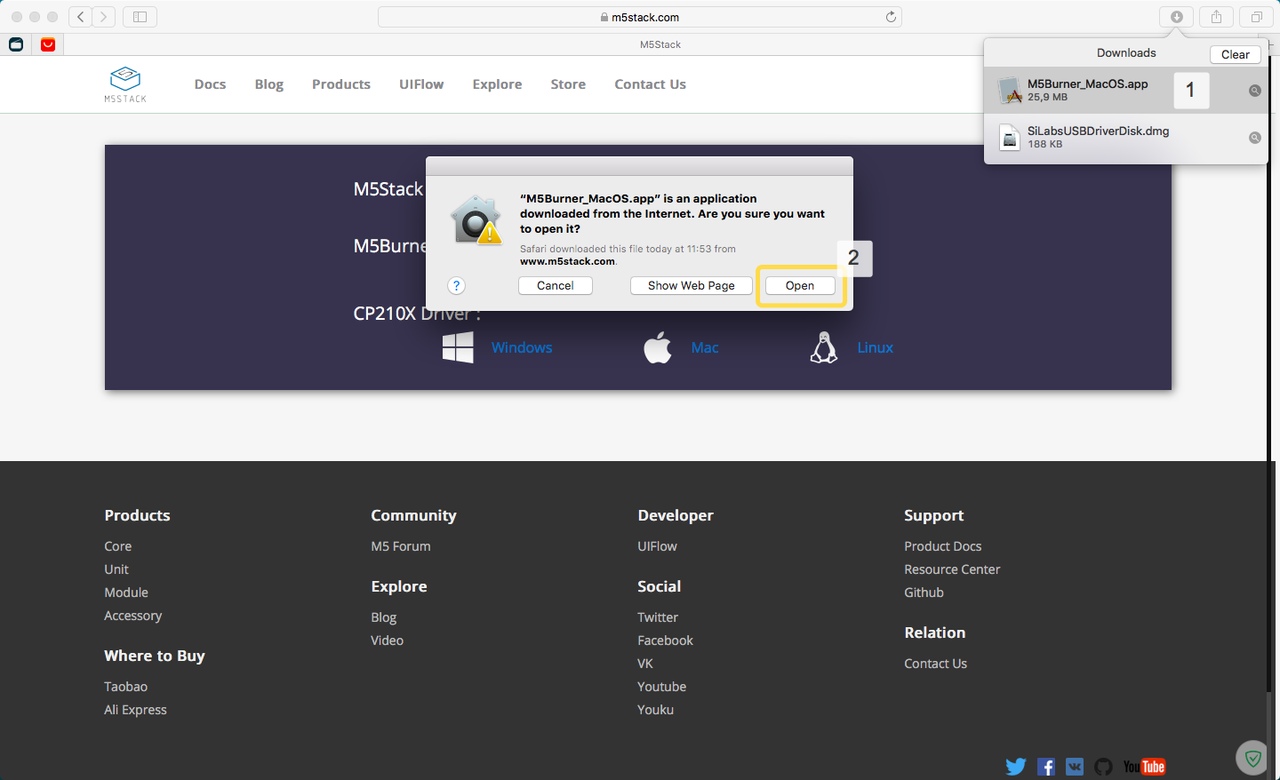 m5stack.com
M5Stack
Downloads
Clear
M5Burner_MacOS.app
25,9 MB
1
SiLabsUSBDriverDisk.dmg
188 KB
M5STACK
Docs
Blog
Products
UIFlow
Explore
Store
Contact Us
M5Stack
M5Burne
“M5Burner_MacOS.app” is an application
downloaded from the Internet. Are you sure you want
to open it?
Safari downloaded this file today at 11:53 from
www.m5stack.com.
2
?
Cancel
Show Web Page
Open
CP210X Driver :
Windows
Mac
Linux
Products
Core
Unit
Module
Accessory
Where to Buy
Taobao
Ali Express
Community
M5 Forum
Explore
Blog
Video
Developer
UIFlow
Social
Twitter
Facebook
VK
Youtube
Youku
Support
Product Docs
Resource Center
Github
Relation
Contact Us
YouTube